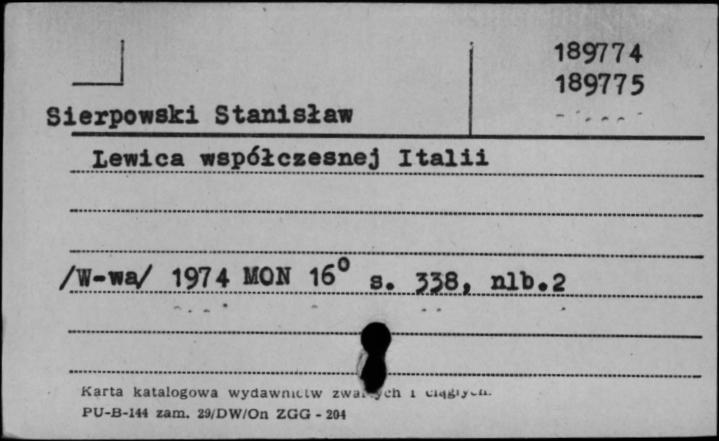 189774
189775
Sierpowski Stanisław
Lewica współczesnej Italii
/W-wa/ 1974 MON 16° s. 338, nlb.2
Karta katalogowa wydawnictw i
PU-B-144 zam. 29/DW/On ZGG - 204